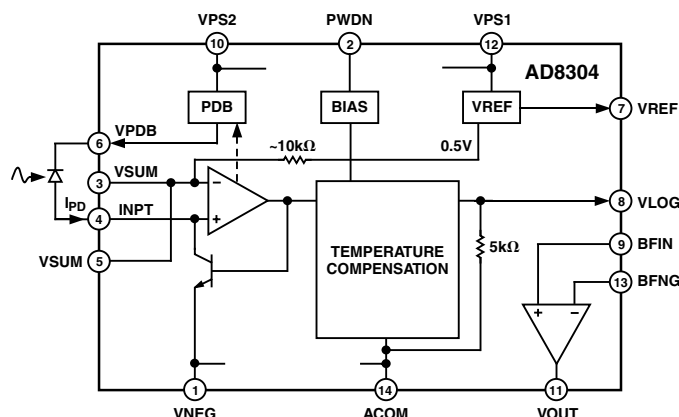 VPS2 PWDN VPS1
10 2 12
AD8304
PDB BIAS VREF 7 VREF
VPDB 6
~10kΩ 0.5V
VSUM 3 −
8 VLOG
IPD 4 INPT +
5kΩ 9 BFIN
TEMPERATURE
COMPENSATION
VSUM 5
13 BFNG
+ −
1 14 11
VNEG ACOM VOUT